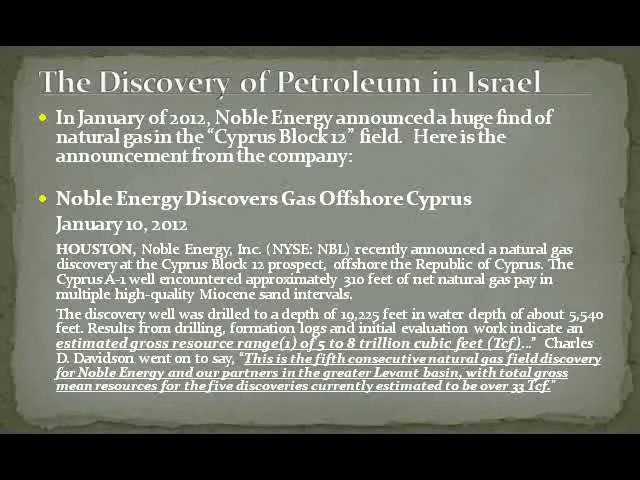 The Discovery of Petroleum in Israel
In January of 2012, Noble Energy announced a huge find of
natural gas in the “Cyprus Block 12” field. Here is the
announcement from the company:
Noble Energy Discovers Gas Offshore Cyprus
January 10, 2012
HOUSTON, Noble Energy, Inc. (NYSE: NBL) recently announced a natural gas
discovery at the Cyprus Block 12 prospect, offshore the Republic of Cyprus. The
Cyprus A-1 well encountered approximately 310 feet of net natural gas pay in
multiple high-quality Miocene sand intervals.
The discovery well was drilled to a depth of 19,225 feet in water depth of about 5,540
feet. Results from drilling, formation logs and initial evaluation work indicate an
estimated gross resource range(1) of 5 to 8 trillion cubic feet (Tcf)...” Charles
D. Davidson went on to say, “This is the fifth consecutive natural gas field discovery
for Noble Energy and our partners in the greater Levant basin, with total gross
mean resources for the five discoveries currently estimated to be over 33 Tcf.”